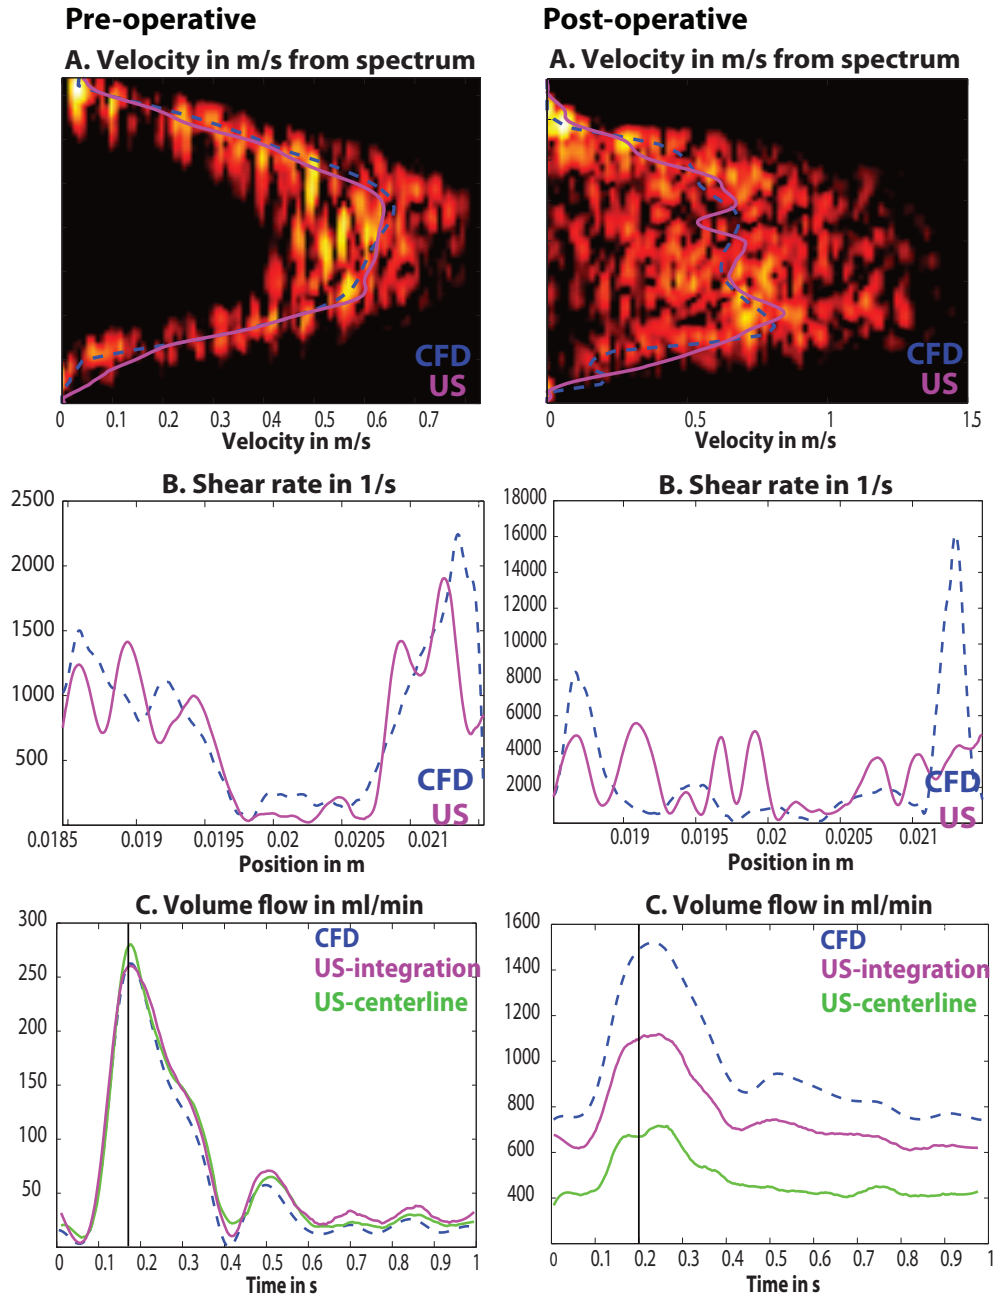 Pre-operative
A. Velocity in m/s from spectrum
CFD
US
0 0.1 0.2 0.3 0.4 0.5 0.6 0.7
Velocity in m/s
B. Shear rate in 1/s
2500
2000
1500
1000
500
CFD
US
0.0185 0.019 0.0195 0.02 0.0205 0.021
Position in m
C. Volume flow in ml/min
300
250
200
150
100
50
CFD
US-integration
US-centerline
0 0.1 0.2 0.3 0.4 0.5 0.6 0.7 0.8 0.9 1
Time in s
Post-operative
A. Velocity in m/s from spectrum
CFD
US
0 0.5 1 15
Velocity in m/s
B. Shear rate in 1/s
18000
16000
14000
12000
10000
8000
6000
4000
2000
CFD
US
0.019 0.0195 0.02 0.0205 0.021
Position in m
C. Volume flow in ml/min
1600
1400
1200
1000
800
600
400
CFD
US-integration
US-centerline
0 0.1 0.2 0.3 0.4 0.5 0.6 0.7 0.8 0.9 1
Time in s